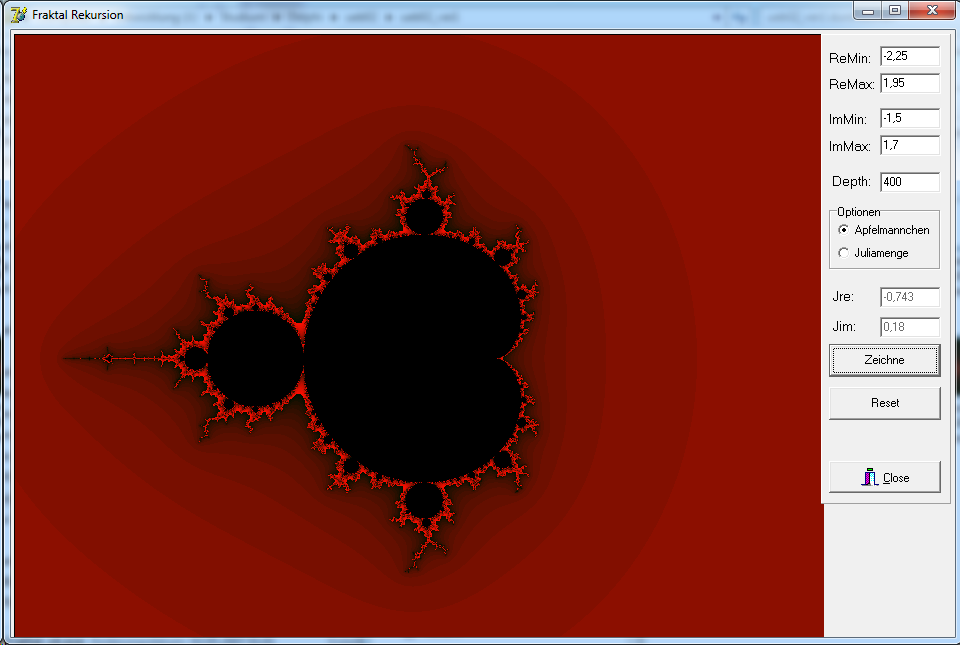 Fraktal Rekursion
ReMin: -2,25
ReMax: 1,95
ImMin: -1,5
ImMax: 1,7
Depth: 400
Optionen
Apfelmannchen
Juliamenge
Jre: -0,743
Jim: 0,18
Zeichne
Reset
Close